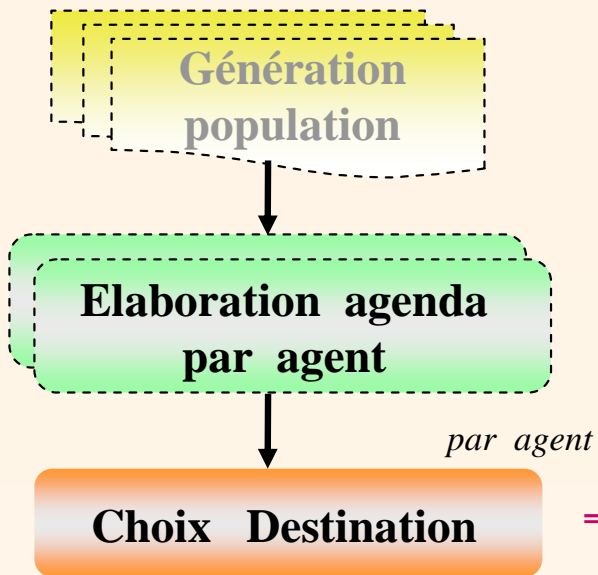 Génération
population
Elaboration agenda
par agent
par agent
Choix Destination
=